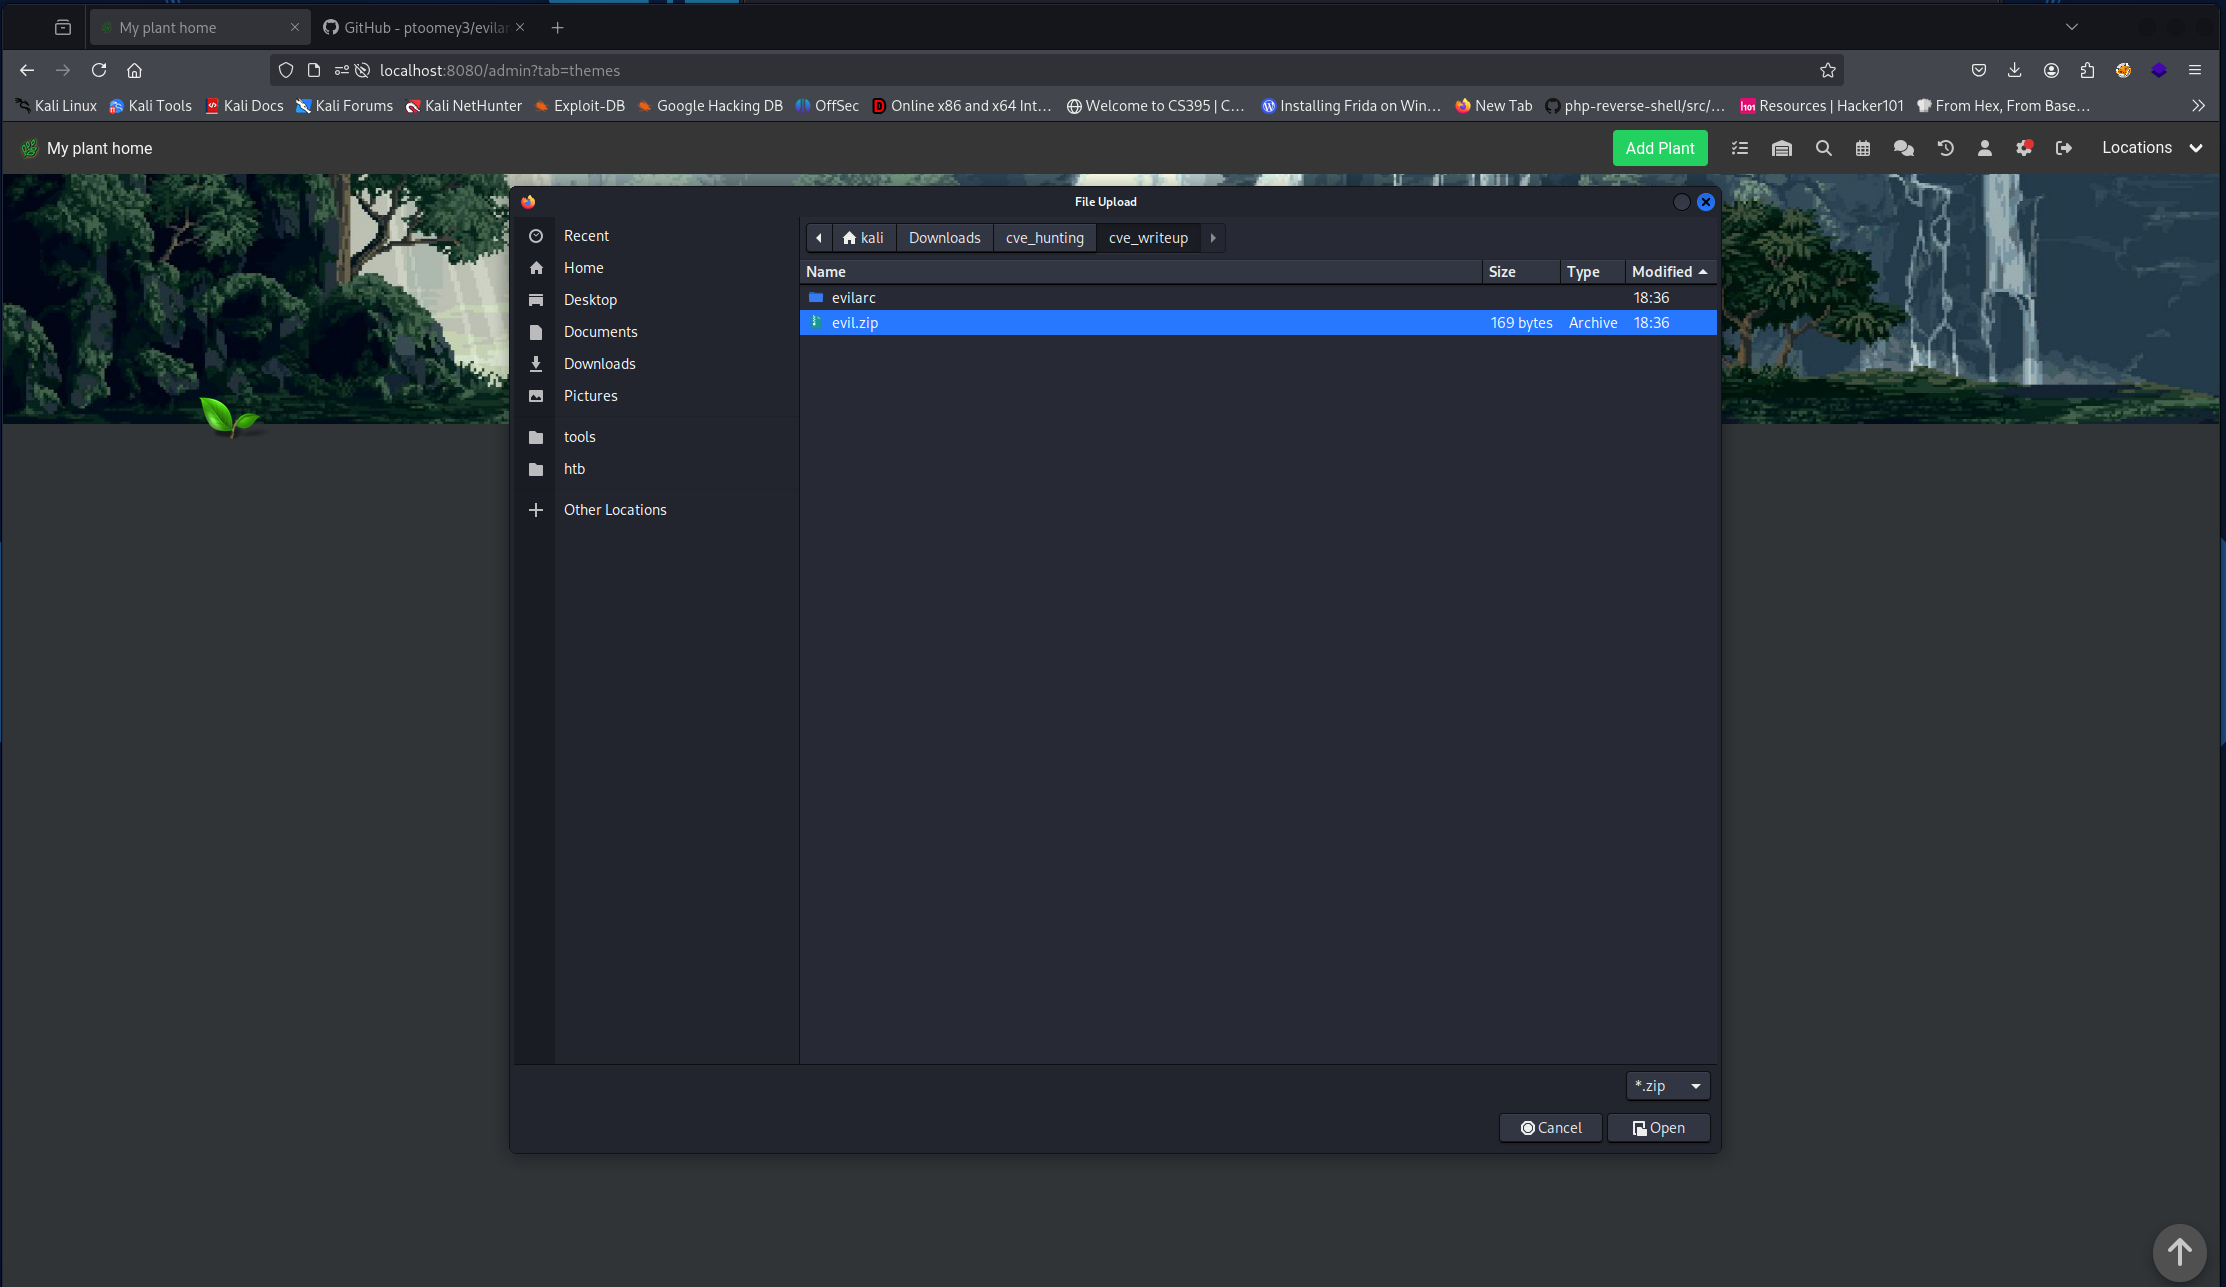 My plant home
GitHub - ptoomey3/evilar
localhost:8080/admin?tab=themes
Kali Linux Kali Tools Kali Docs Kali Forums Kali NetHunter Exploit-DB Google Hacking DB OffSec Online x86 and x64 Int... Welcome to CS395 | C... Installing Frida on Win... New Tab php-reverse-shell/src/... Resources | Hacker101 From Hex, From Base...
My plant home Add Plant Locations
File Upload
Recent
Home
Desktop
Documents
Downloads
Pictures
tools
htb
Other Locations
kali Downloads cve_hunting cve_writeup
Name Size Type Modified
evilarc 18:36
evil.zip 169 bytes Archive 18:36
*.zip
Cancel Open